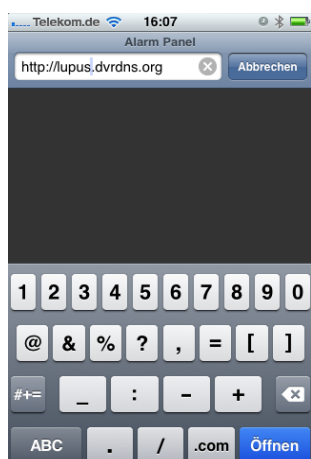 Telekom.de 16:07
Alarm Panel
http://lupus.dvrdns.org Abbrechen
1 2 3 4 5 6 7 8 9 0
@ & % ? , = [ ]
#+= _ : - +
ABC . / .com Öffnen